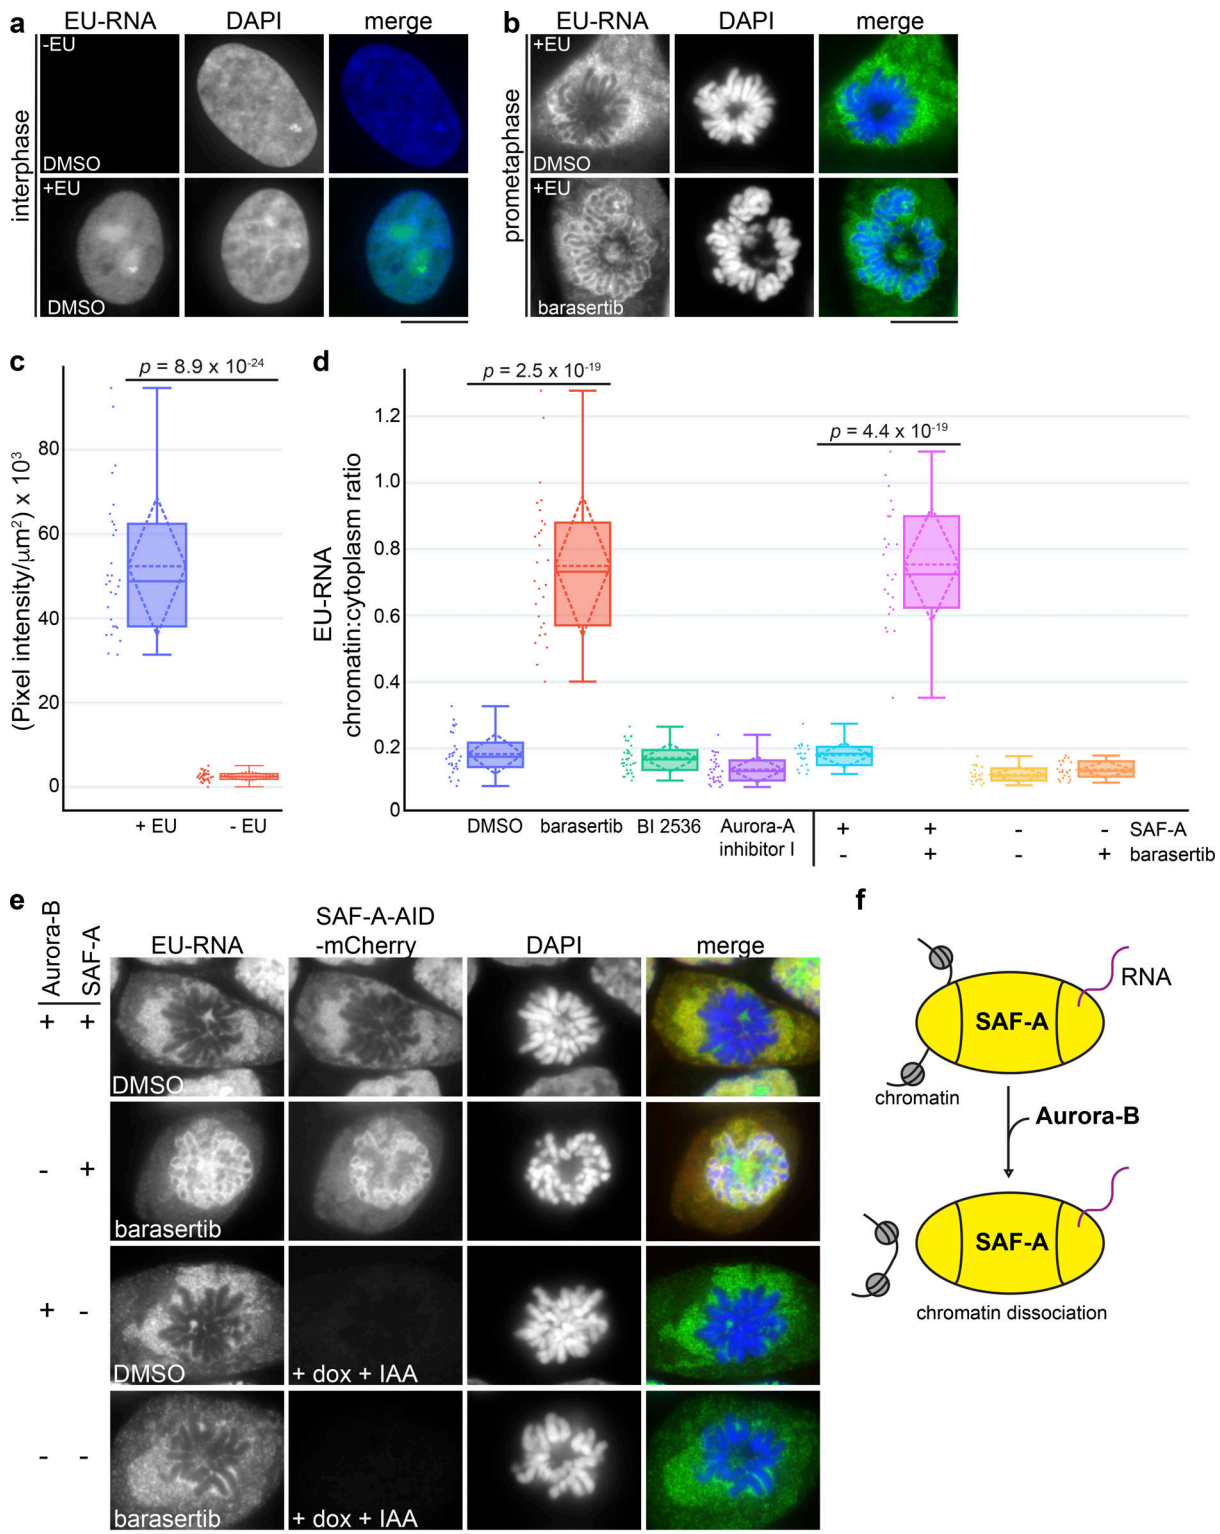 a
EU-RNA DAPI merge
interphase
-EU
DMSO
+EU
DMSO
b
EU-RNA DAPI merge
prometaphase
+EU
DMSO
+EU
barasertib
c
p = 8.9 x 10-24
(Pixel intensity/μm2) x 103
80
60
40
20
0
+ EU - EU
d
p = 2.5 x 10-19
p = 4.4 x 10-19
EU-RNA
chromatin:cytoplasm ratio
1.2
1.0
0.8
0.6
0.4
0.2
0
DMSO barasertib BI 2536 Aurora-A
inhibitor I
+ + - - SAF-A
- + - + barasertib
e
Aurora-B
SAF-A
EU-RNA SAF-A-AID
-mCherry DAPI merge
+ +
DMSO
- +
barasertib
+ -
DMSO + dox + IAA
- -
barasertib + dox + IAA
f
SAF-A
RNA
chromatin
Aurora-B
SAF-A
chromatin dissociation